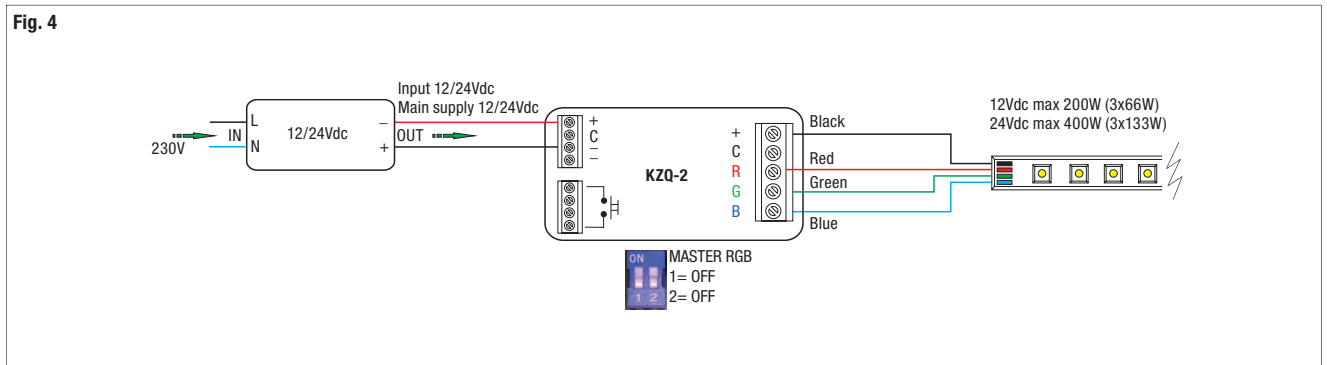 Fig. 4
Input 12/24Vdc
Main supply 12/24Vdc
L
IN
N
230V
12/24Vdc
–
+
OUT
+
C
–
–
KZQ-2
+
C
R
G
B
Black
Red
Green
Blue
12Vdc max 200W (3x66W)
24Vdc max 400W (3x133W)
ON
1 2
MASTER RGB
1= OFF
2= OFF